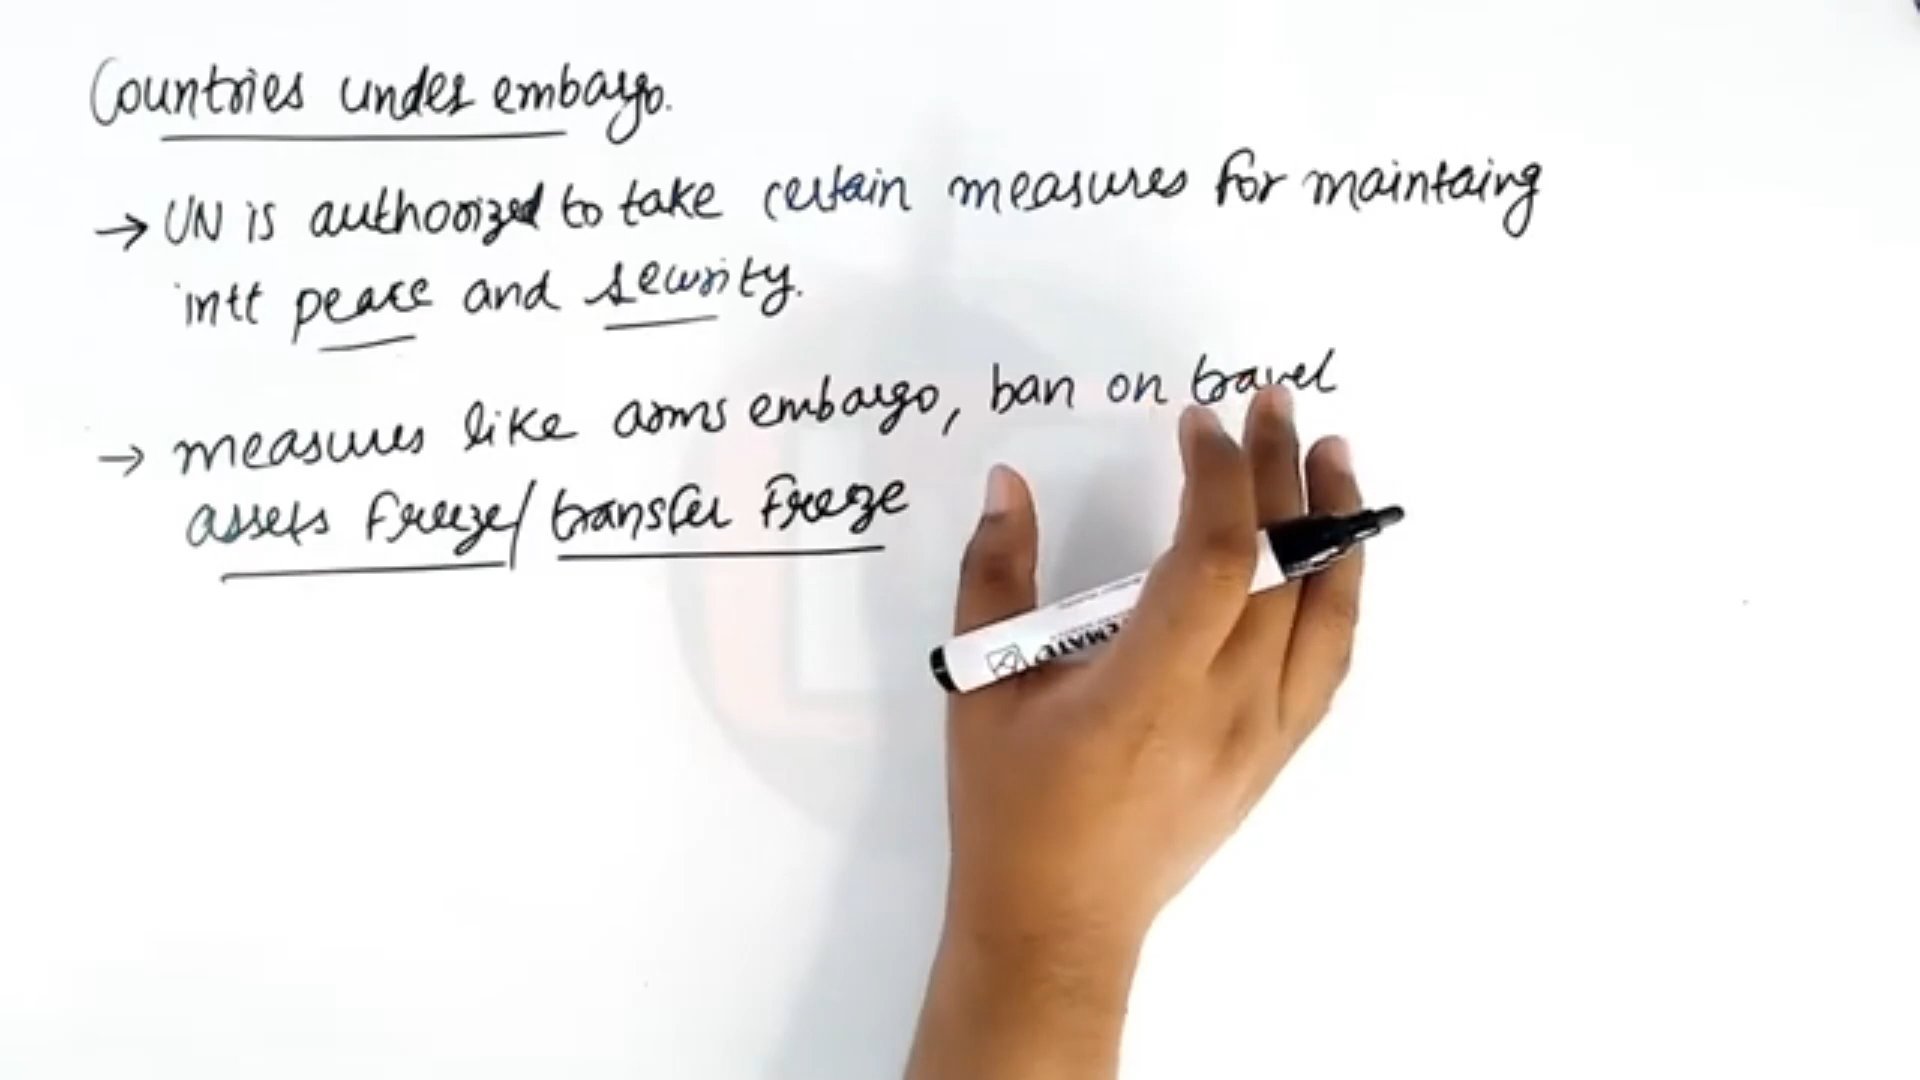 Countries under embargo.
→ UN is authorized to take certain measures for maintaing
intt peace and security.
→ measures like arms embargo, ban on travel
assets freeze/transfer freeze